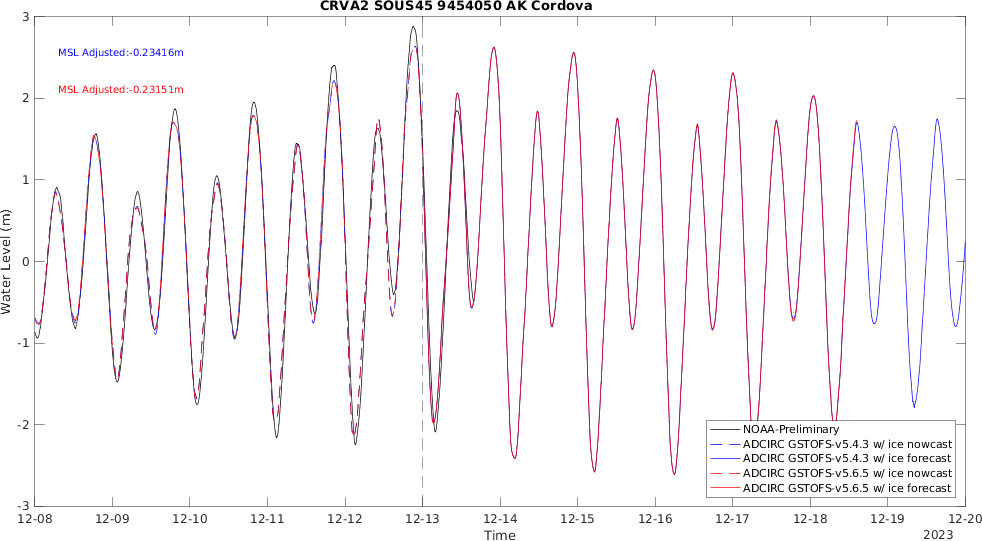 CRVA2 SOUS45 9454050 AK Cordova
MSL Adjusted:-0.23416m
MSL Adjusted:-0.23151m
Water Level (m)
3
2
1
0
-1
-2
-3
NOAA-Preliminary
ADCIRC GSTOFS-v5.4.3 w/ ice nowcast
ADCIRC GSTOFS-v5.4.3 w/ ice forecast
ADCIRC GSTOFS-v5.6.5 w/ ice nowcast
ADCIRC GSTOFS-v5.6.5 w/ ice forecast
12-08 12-09 12-10 12-11 12-12 12-13 12-14 12-15 12-16 12-17 12-18 12-19 12-20
Time
2023